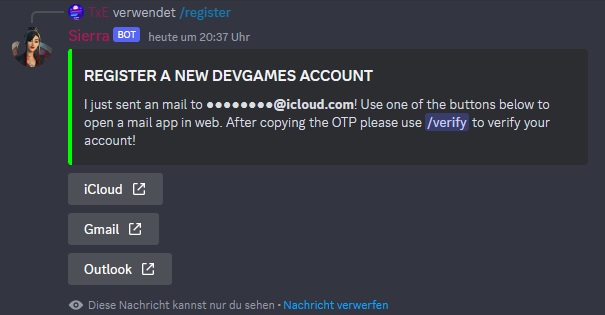 TxE verwendet /register
Sierra BOT heute um 20:37 Uhr
REGISTER A NEW DEVGAMES ACCOUNT
I just sent an mail to ●●●●●●●●@icloud.com! Use one of the buttons below to
open a mail app in web. After copying the OTP please use /verify to verify your
account!
iCloud
Gmail
Outlook
Diese Nachricht kannst nur du sehen • Nachricht verwerfen